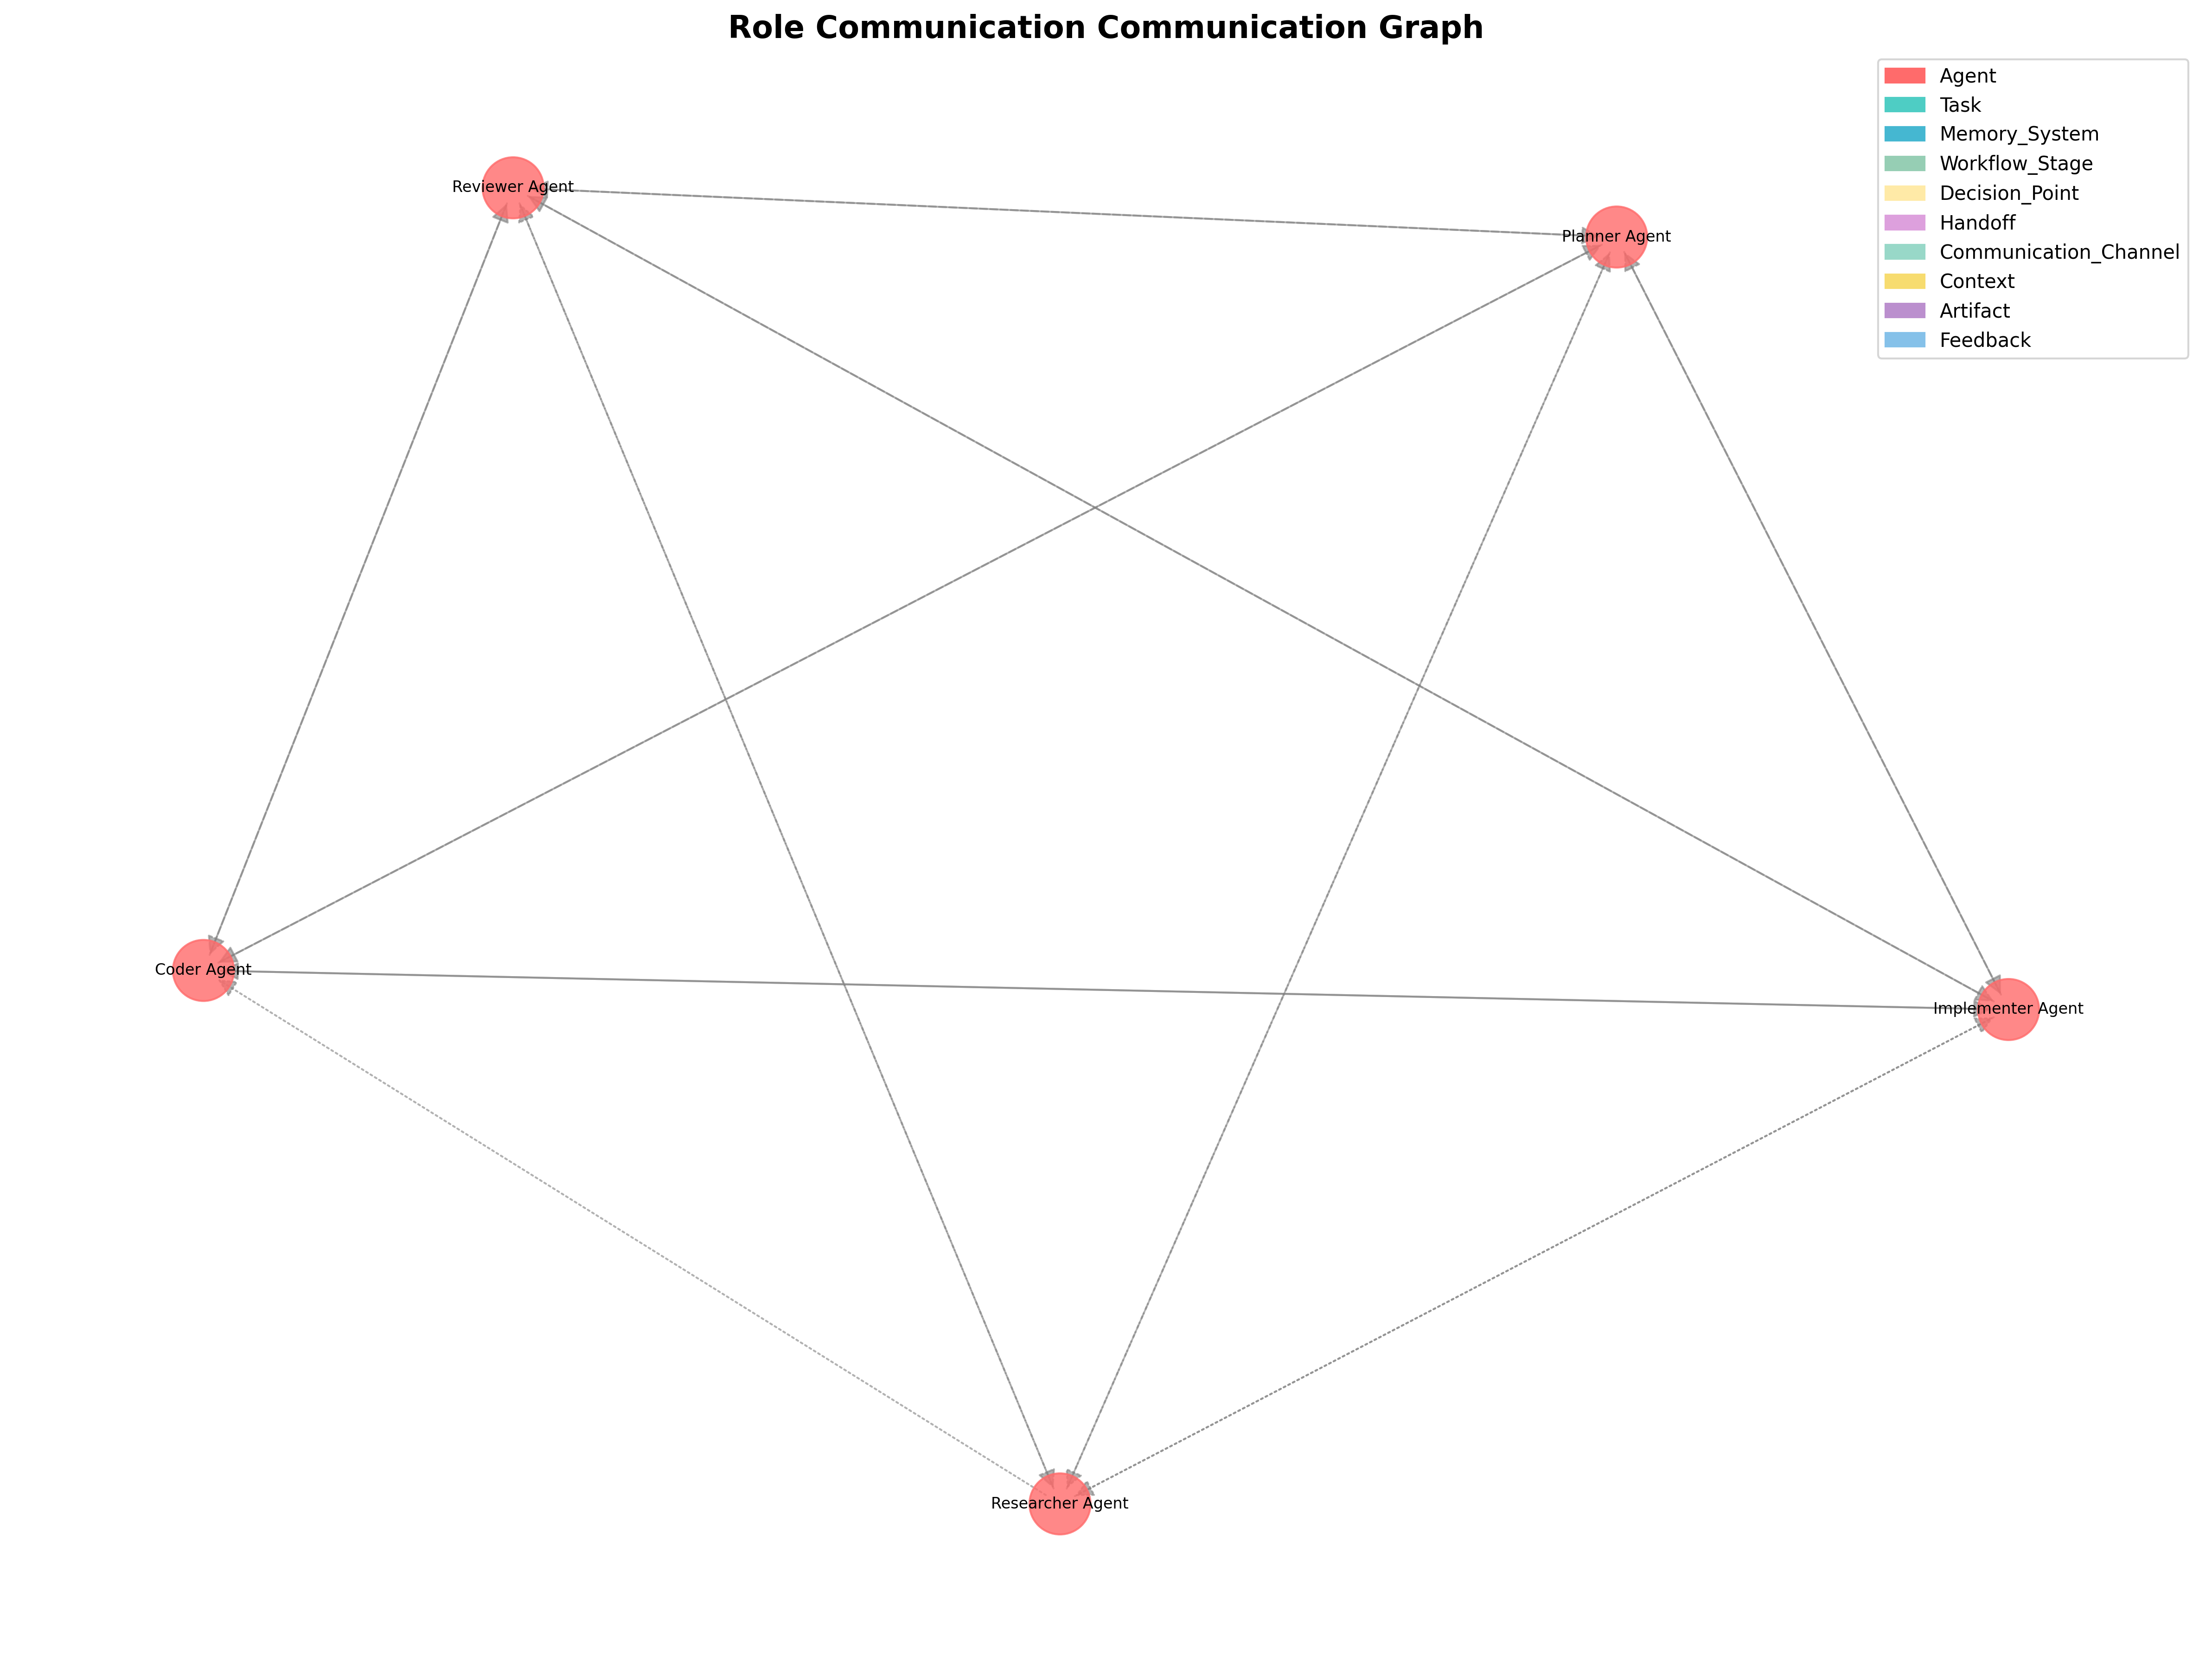 Role Communication Communication Graph
Agent
Task
Memory_System
Workflow_Stage
Decision_Point
Handoff
Communication_Channel
Context
Artifact
Feedback
Reviewer Agent
Planner Agent
Coder Agent
Implementer Agent
Researcher Agent